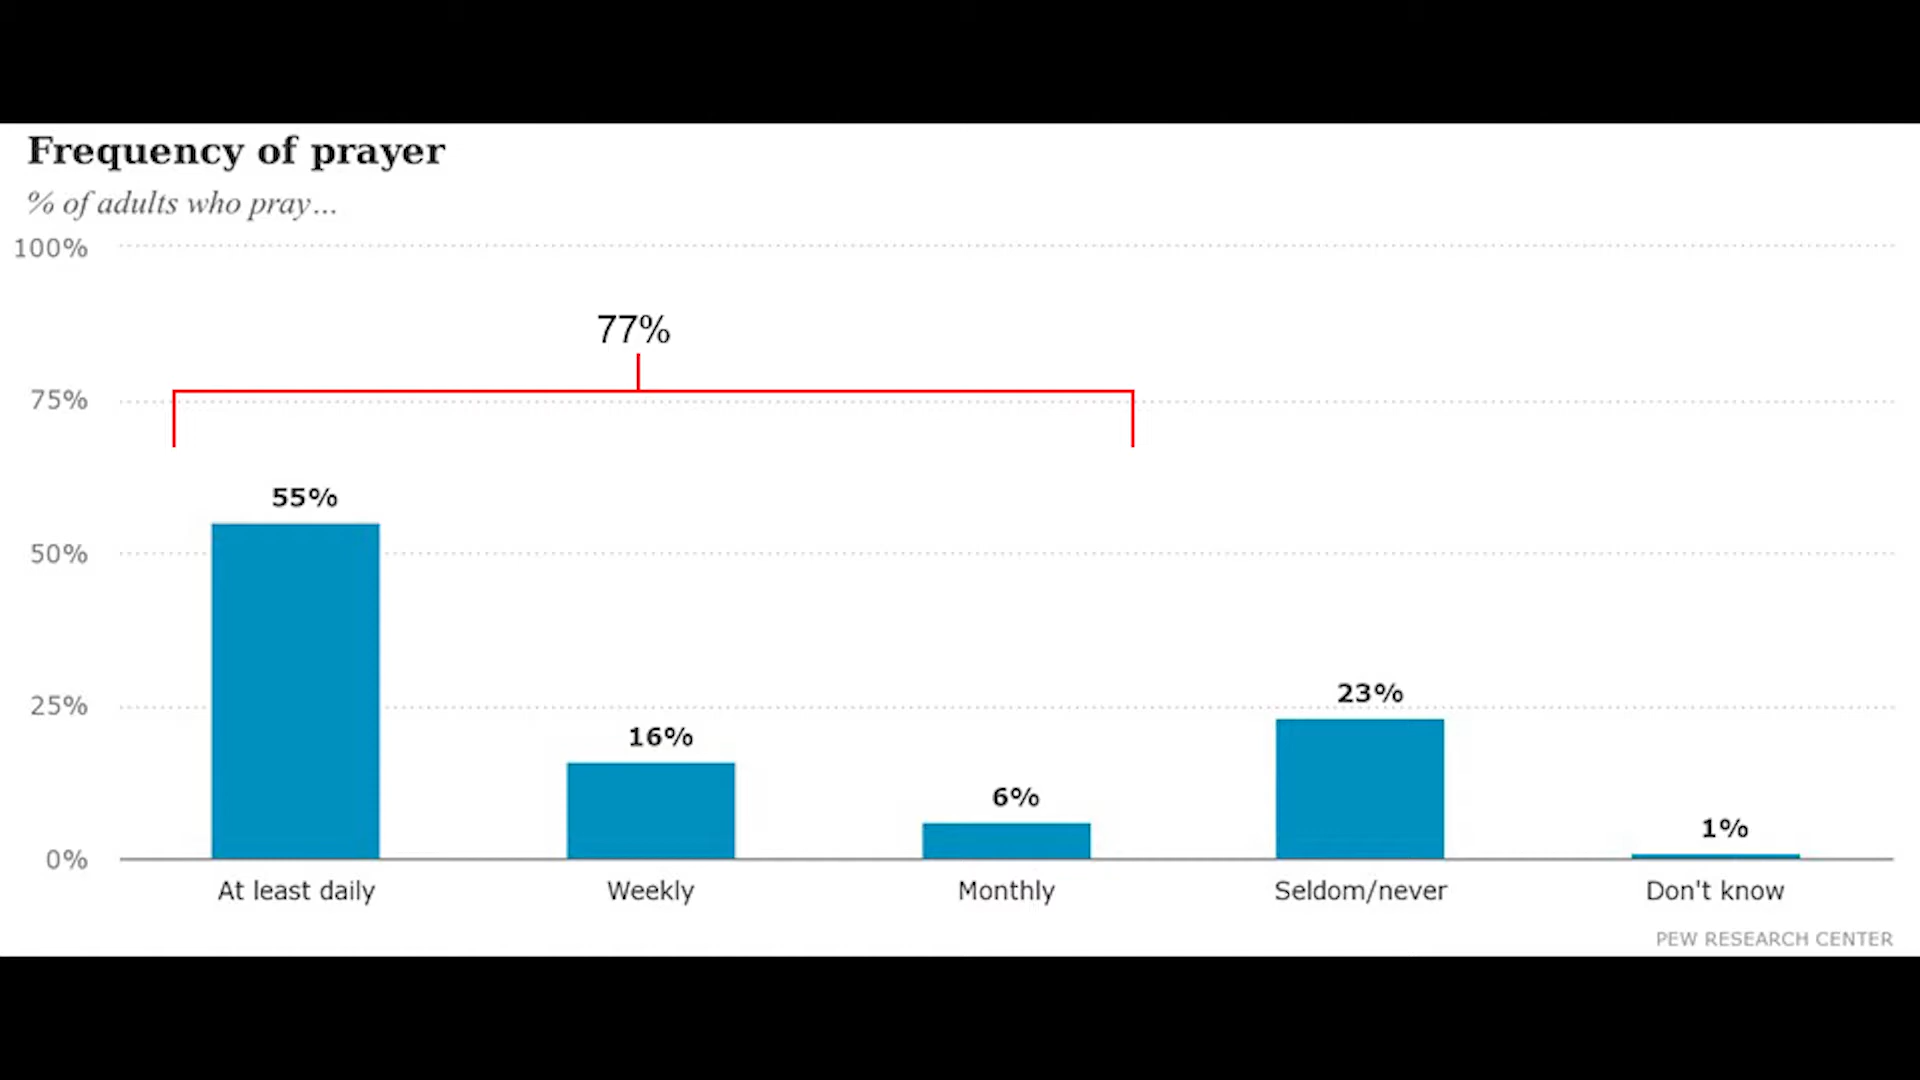 Frequency of prayer
% of adults who pray...
100%
77%
75%
55%
50%
25%
23%
16%
6%
1%
0%
At least daily Weekly Monthly Seldom/never Don't know
PEW RESEARCH CENTER